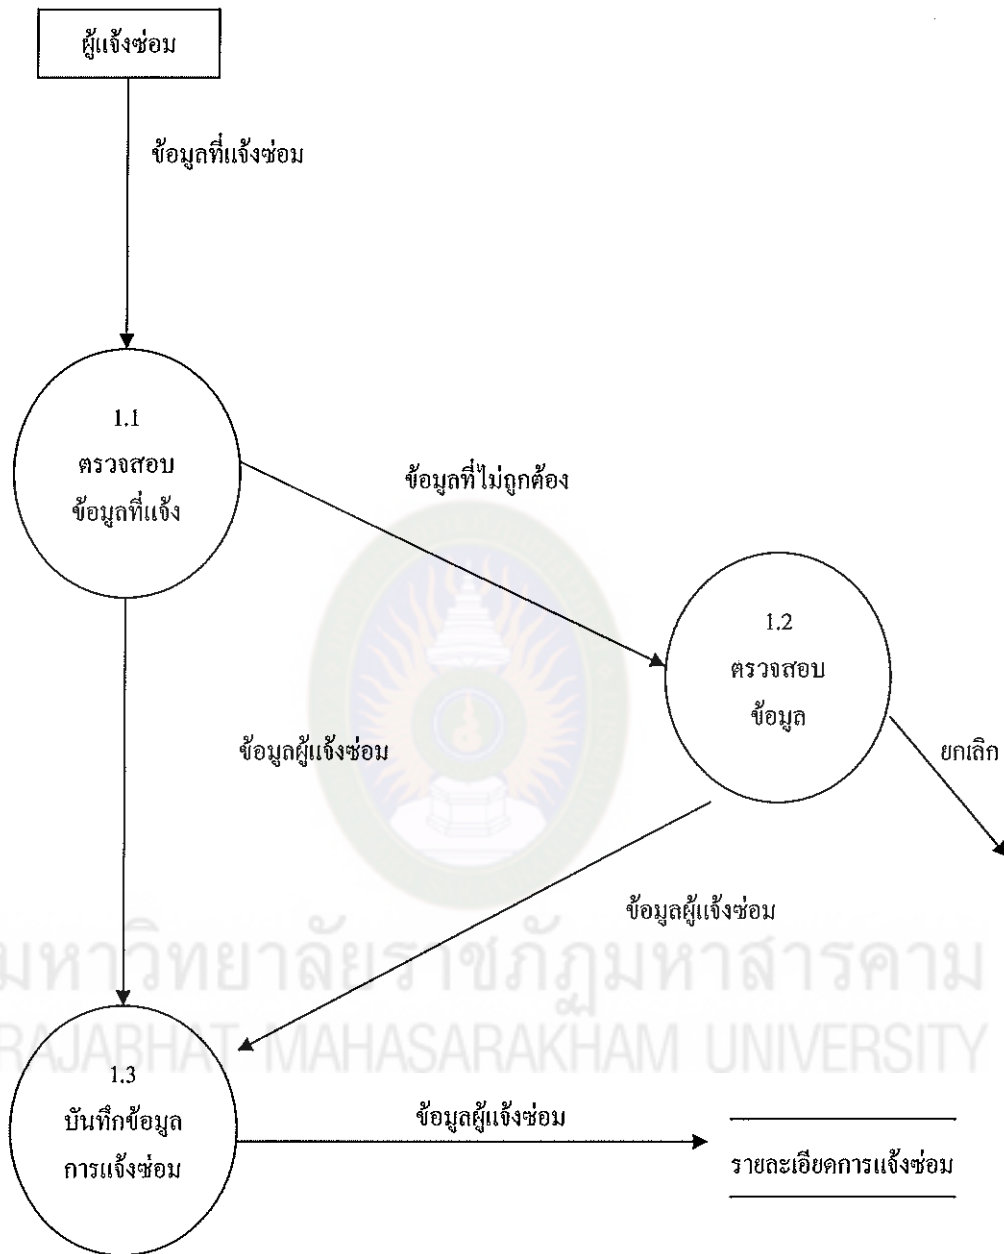 ผู้แจ้งซ่อม
ข้อมูลที่แจ้งซ่อม
1.1
ตรวจสอบ
ข้อมูลที่แจ้ง
ข้อมูลที่ไม่ถูกต้อง
1.2
ตรวจสอบ
ข้อมูล
ข้อมูลผู้แจ้งซ่อม
ยกเลิก
ข้อมูลผู้แจ้งซ่อม
มหาวิทยาลัยราชภัฏมหาสารคาม
RAJABHAT MAHASARAKHAM UNIVERSITY
1.3
บันทึกข้อมูล
การแจ้งซ่อม
ข้อมูลผู้แจ้งซ่อม
รายละเอียดการแจ้งซ่อม